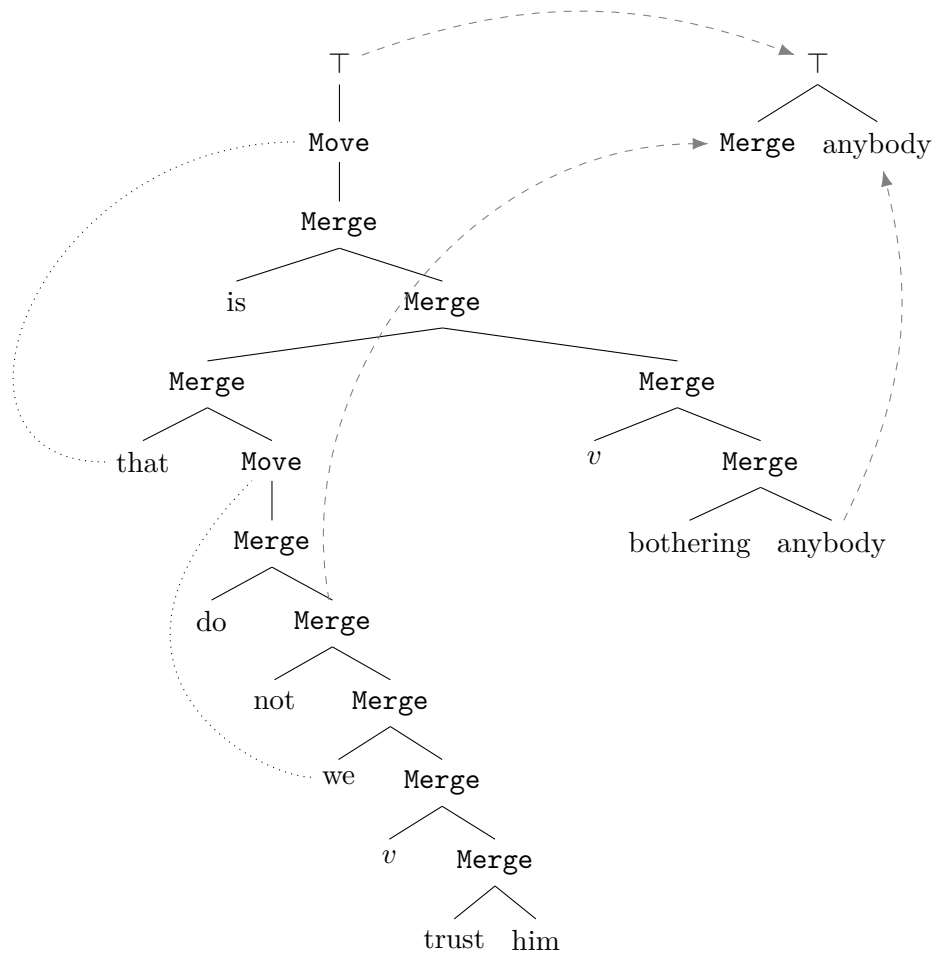 ⊤ ⊤
Move Merge anybody
Merge
is Merge
Merge Merge
that Move v Merge
Merge bothering anybody
do Merge
not Merge
we Merge
v Merge
trust him